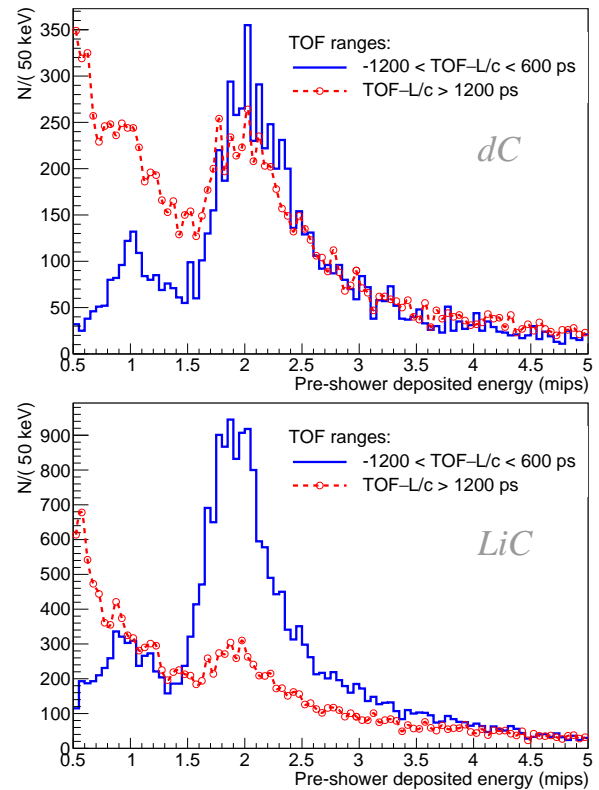 N/( 50 keV)
350
300
250
200
150
100
50
0
TOF ranges:
-1200 < TOF–L/c < 600 ps
TOF–L/c > 1200 ps
dC
0.5 1 1.5 2 2.5 3 3.5 4 4.5 5
Pre-shower deposited energy (mips)
N/( 50 keV)
900
800
700
600
500
400
300
200
100
0
TOF ranges:
-1200 < TOF–L/c < 600 ps
TOF–L/c > 1200 ps
LiC
0.5 1 1.5 2 2.5 3 3.5 4 4.5 5
Pre-shower deposited energy (mips)